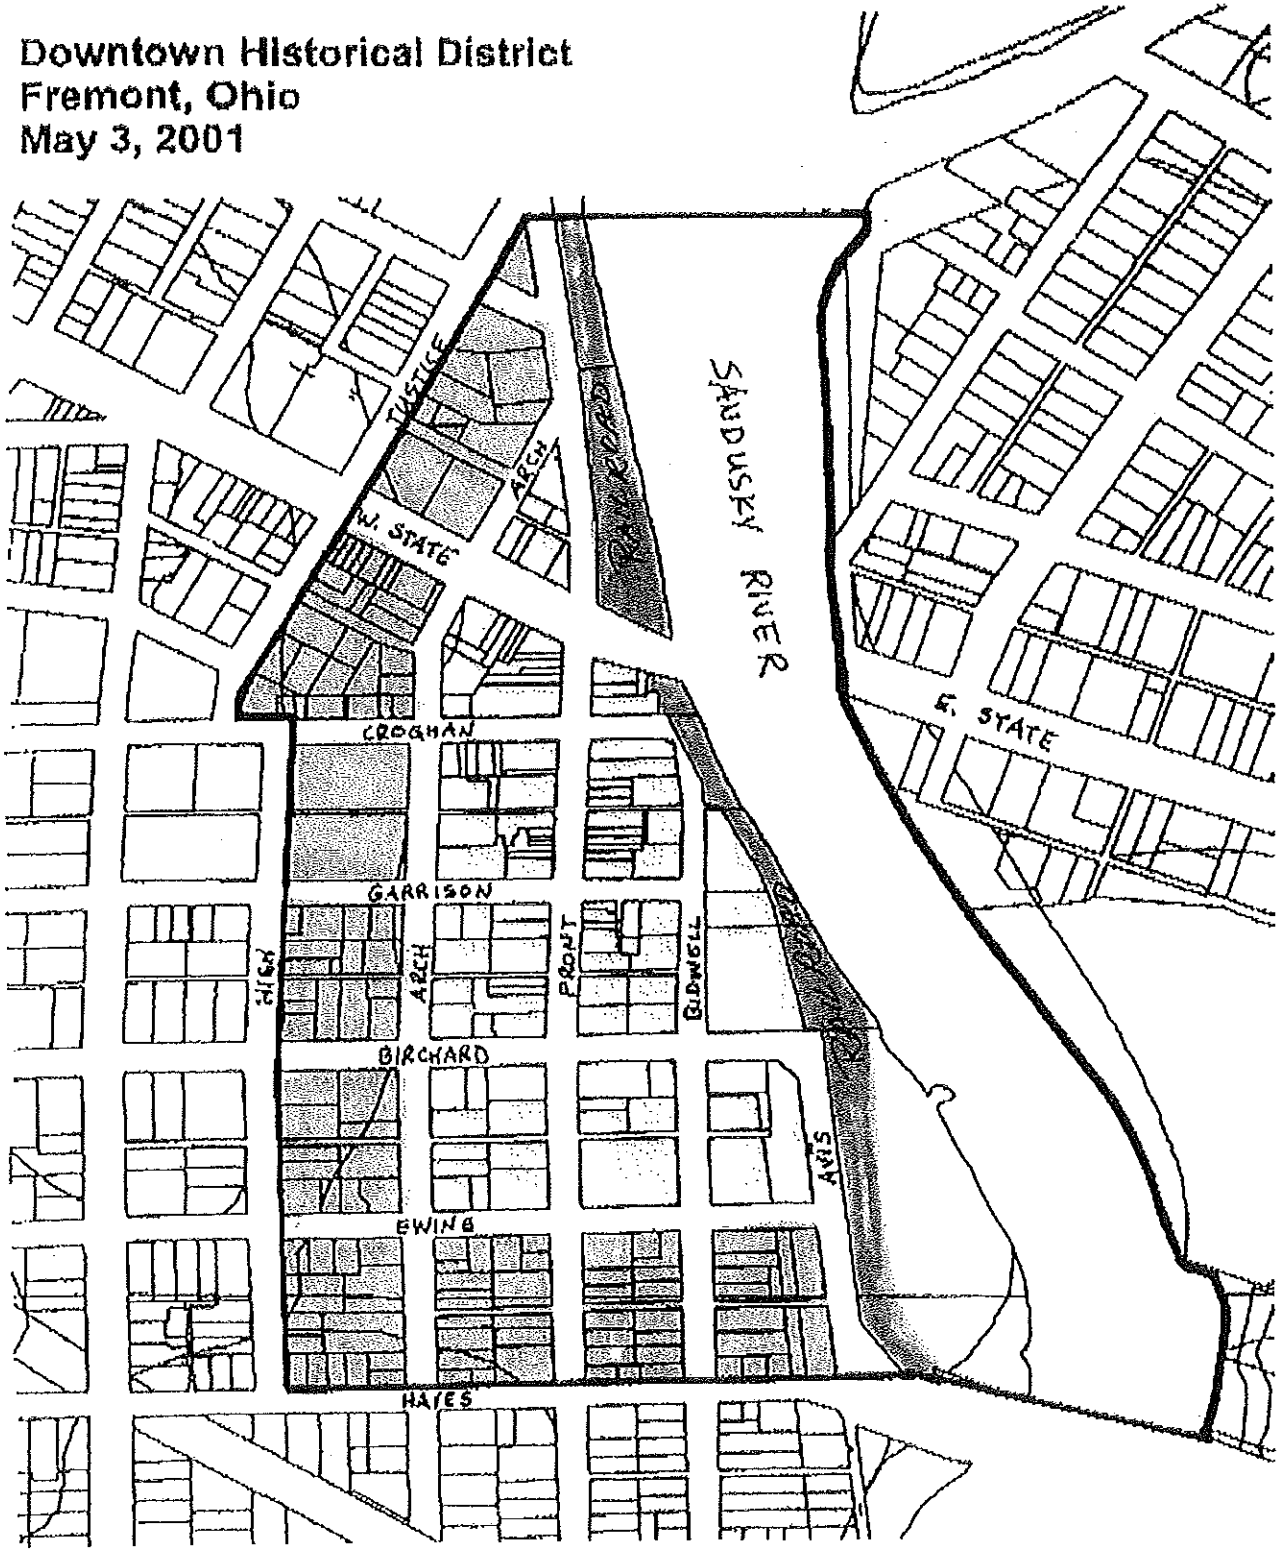 Downtown Historical District
Fremont, Ohio
May 3, 2001
JUSTICE
ARCH
RAILROAD
SANDUSKY RIVER
W. STATE
E. STATE
CROGHAN
GARRISON
HIGH
ARCH
FRONT
BIDWELL
RAILROAD
BIRCHARD
AVIS
EWING
HAYES